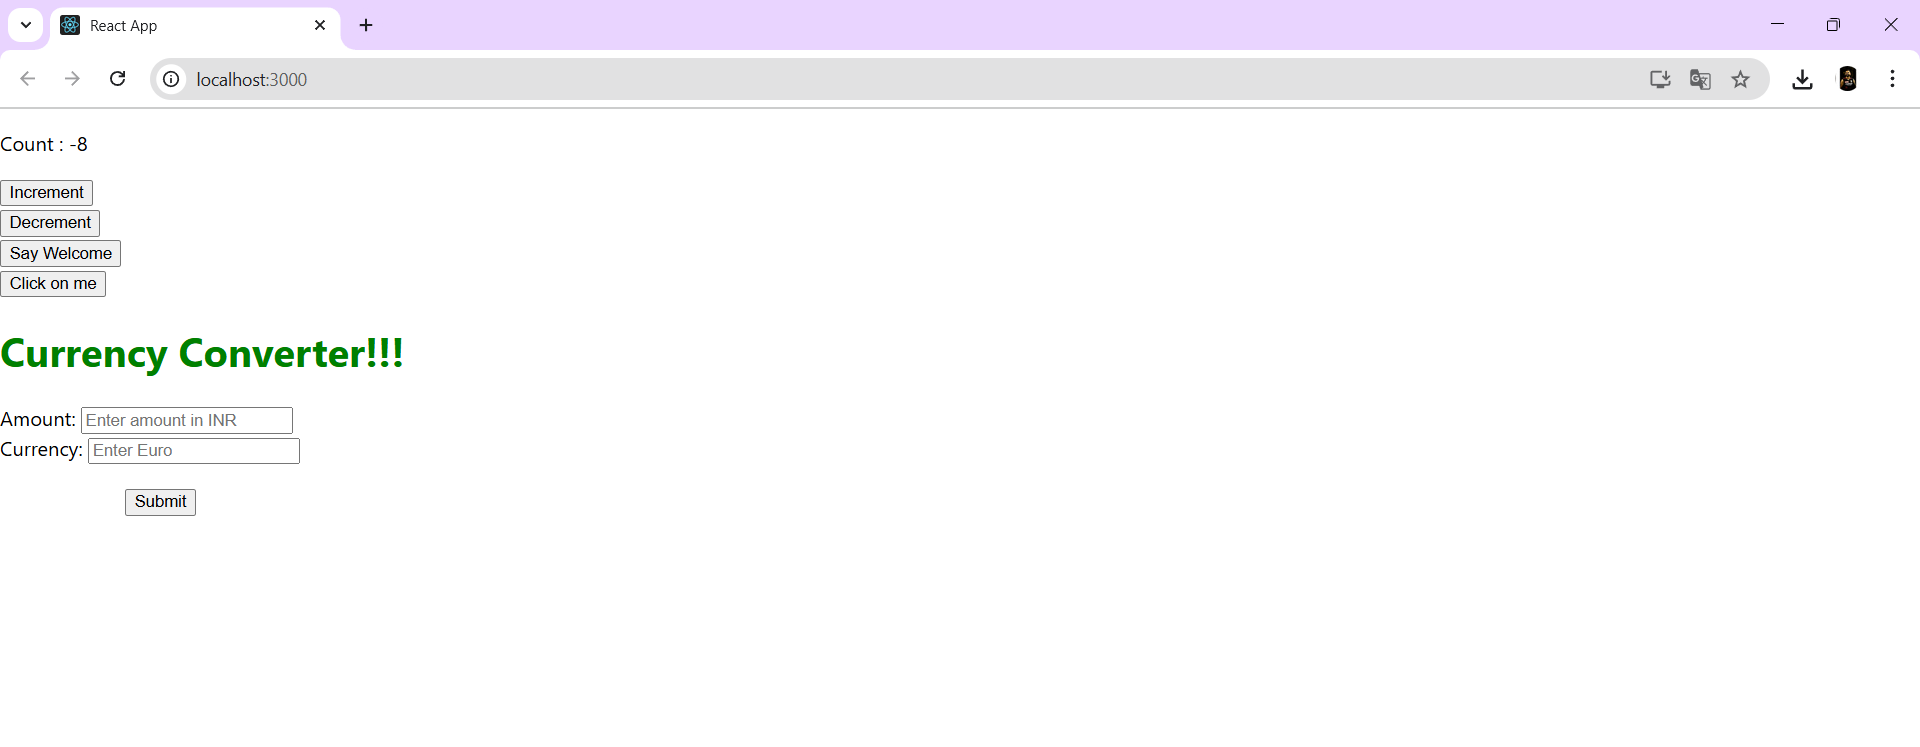 React App
localhost:3000
Count : -8
Increment
Decrement
Say Welcome
Click on me
Currency Converter!!!
Amount: Enter amount in INR
Currency: Enter Euro
Submit